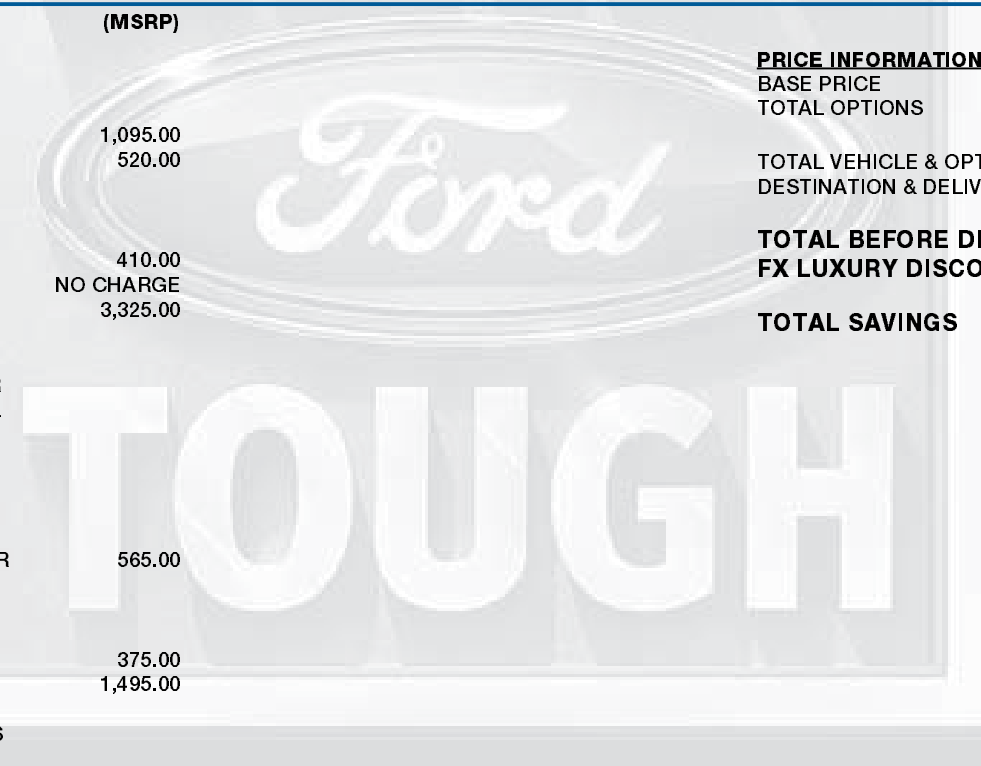 (MSRP)
1,095.00
520.00
410.00
NO CHARGE
3,325.00
R
565.00
375.00
1,495.00
S
Ford
TOUGH
PRICE INFORMATION
BASE PRICE
TOTAL OPTIONS
TOTAL VEHICLE & OPT
DESTINATION & DELIV
TOTAL BEFORE DI
FX LUXURY DISCO
TOTAL SAVINGS